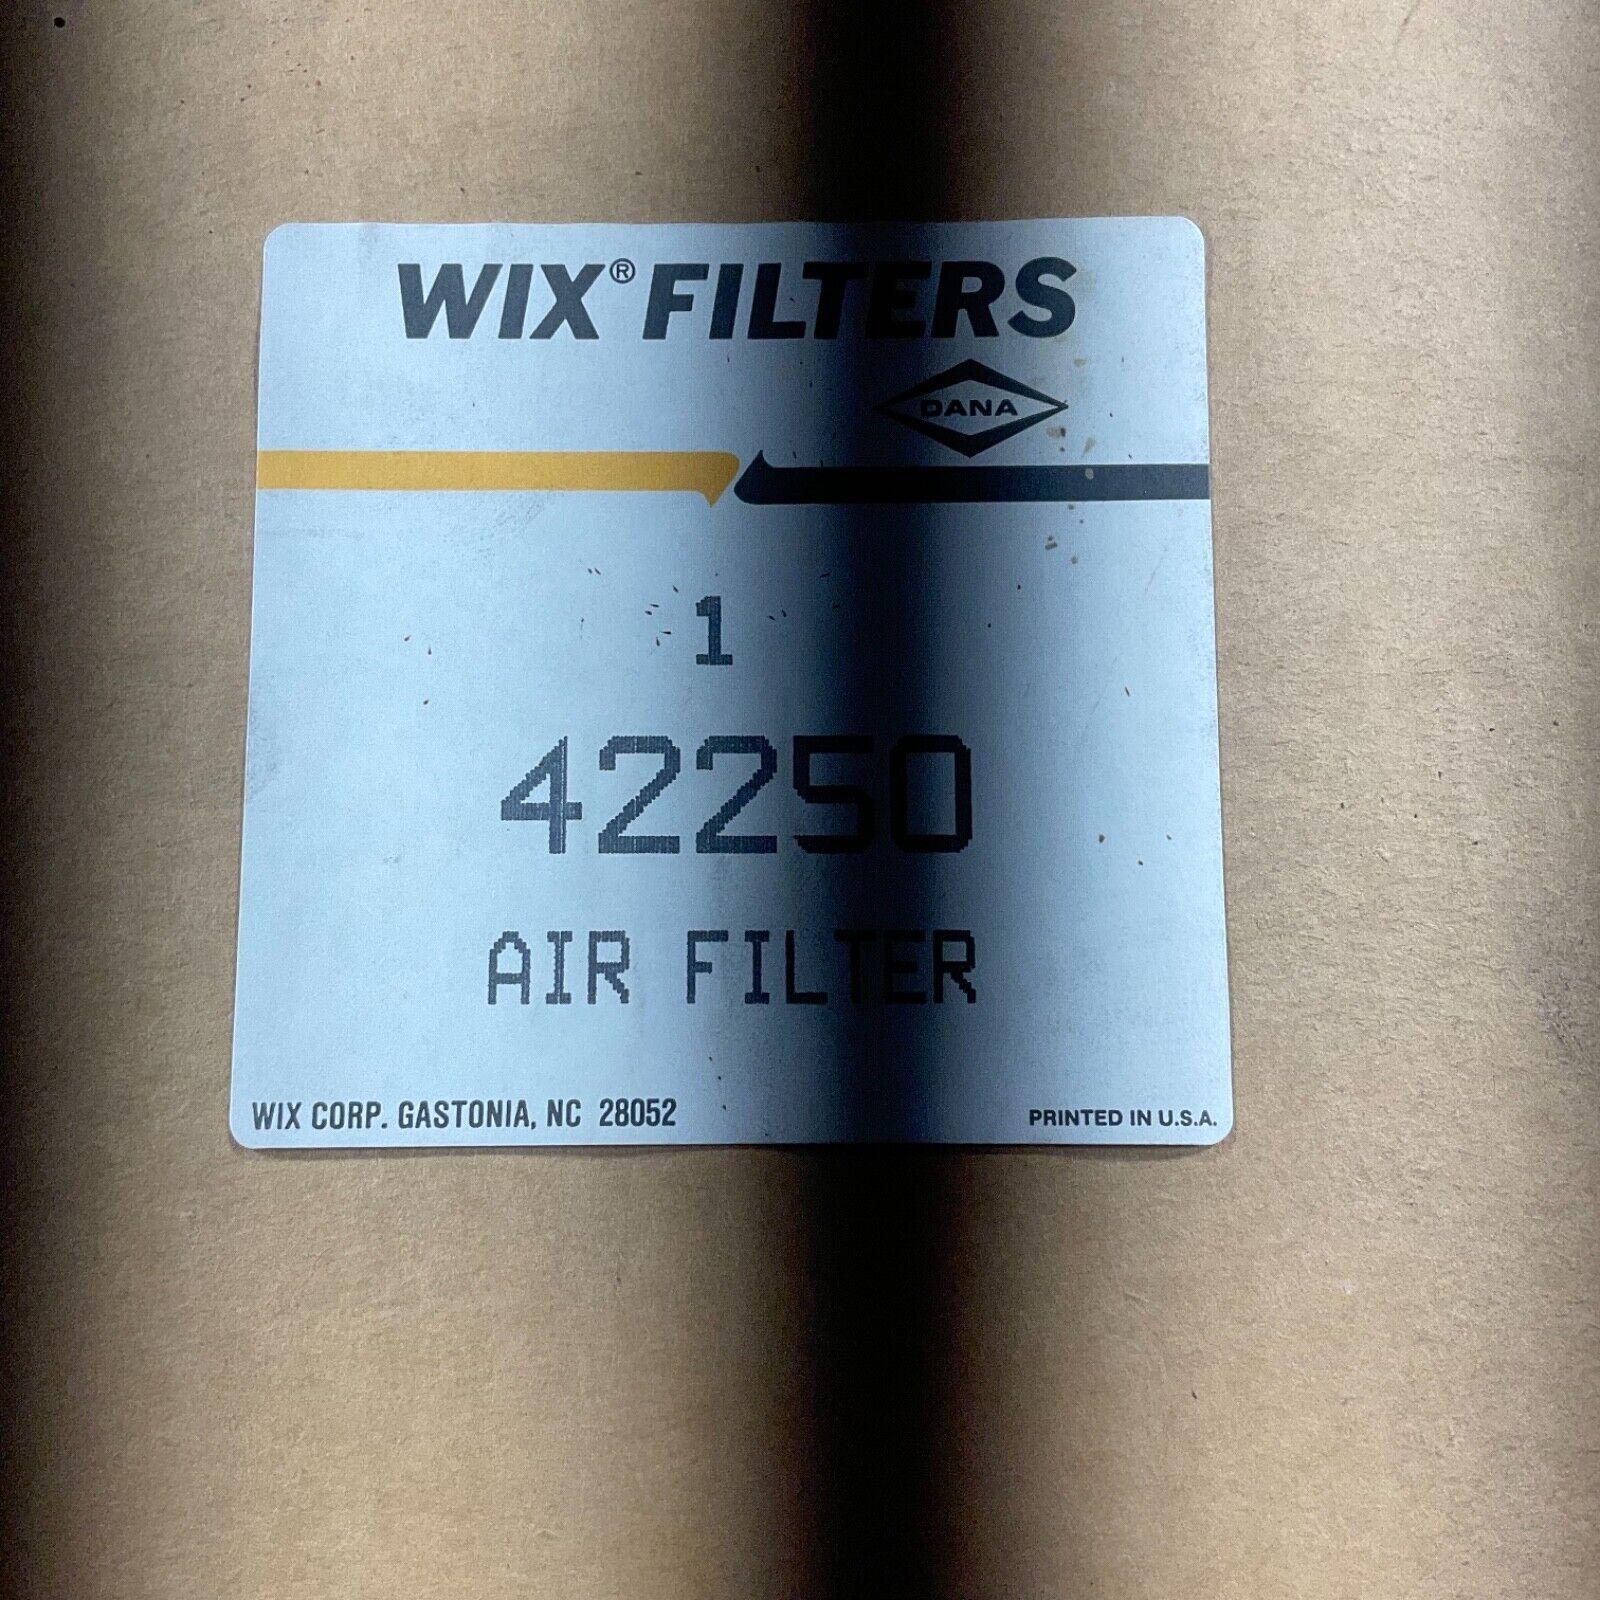 WIX® FILTERS
DANA
1
42250
AIR FILTER
WIX CORP. GASTONIA, NC 28052
PRINTED IN U.S.A.